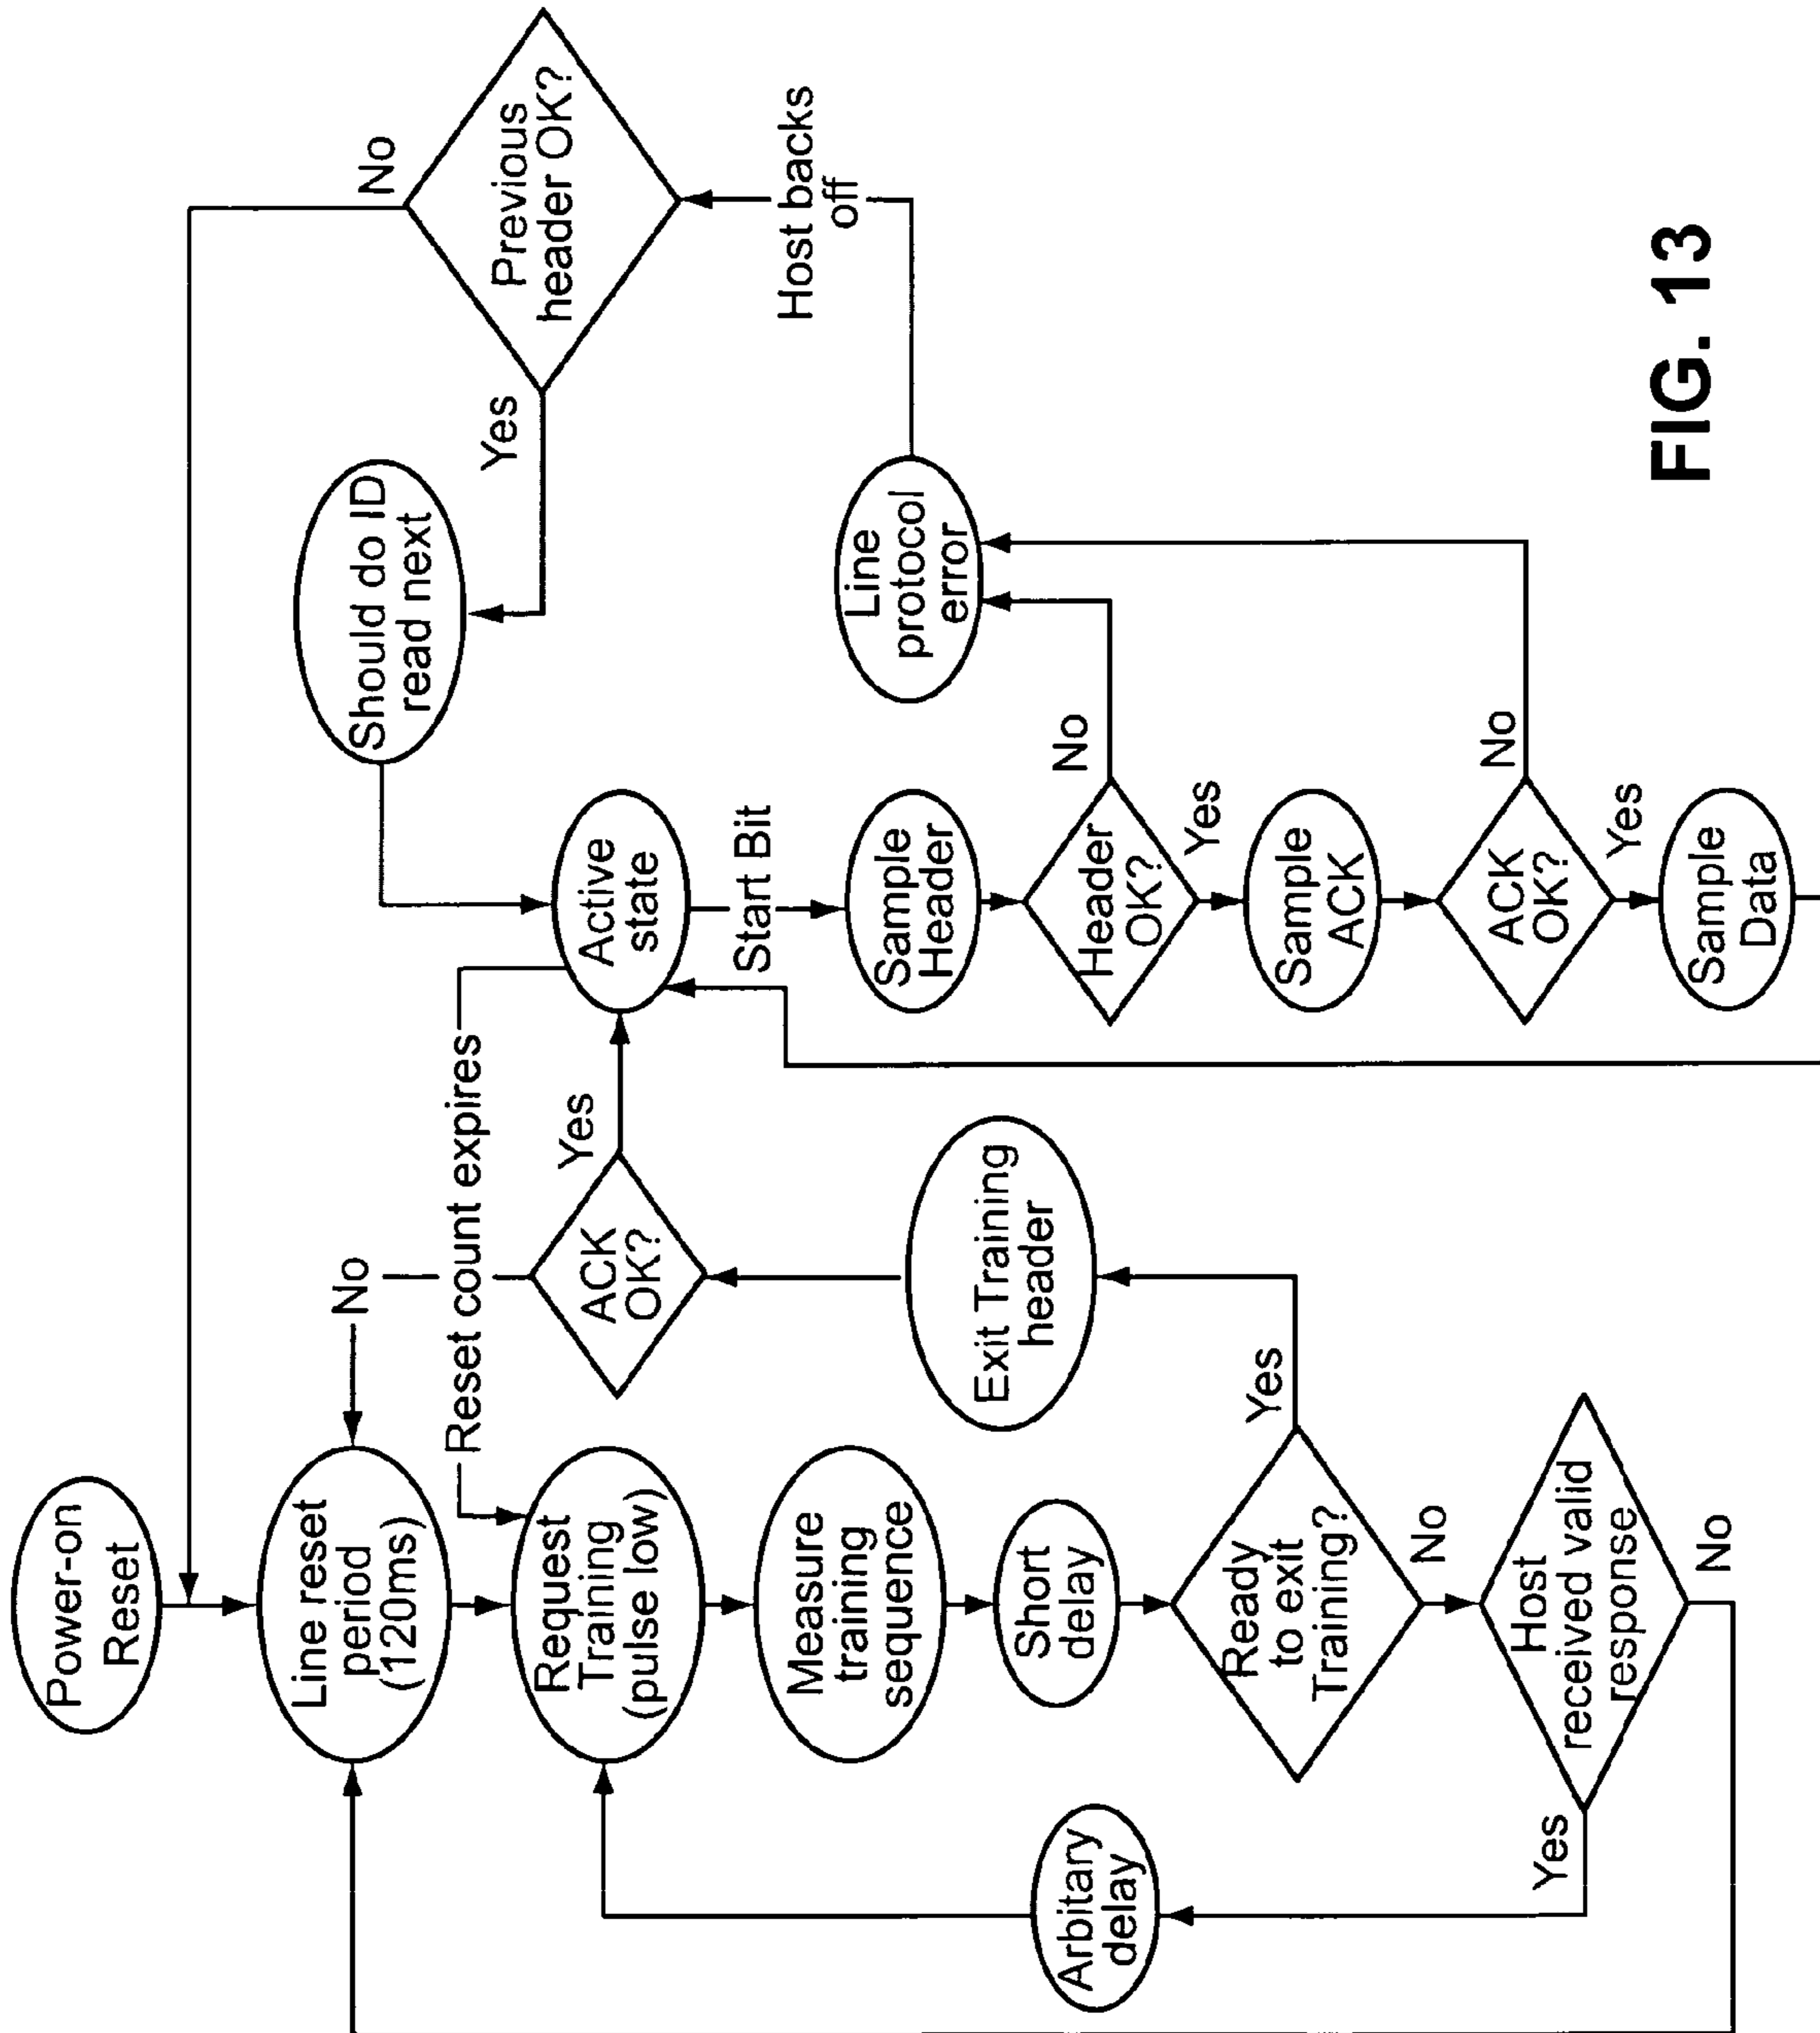 Power-on
Reset
Line reset
period
(120ms)
Request
Training
(pulse low)
Measure
training
sequence
Short
delay
Ready
to exit
Training?
No
Yes
Host
received valid
response
No
Yes
Arbitary
delay
Exit Training
header
ACK
OK?
No
Yes
Reset count expires
Active
state
Start Bit
Sample
Header
Header
OK?
No
Yes
Sample
ACK
ACK
OK?
No
Yes
Sample
Data
Line
protocol
error
Host backs
off
Previous
header OK?
No
Yes
Should do ID
read next
FIG. 13